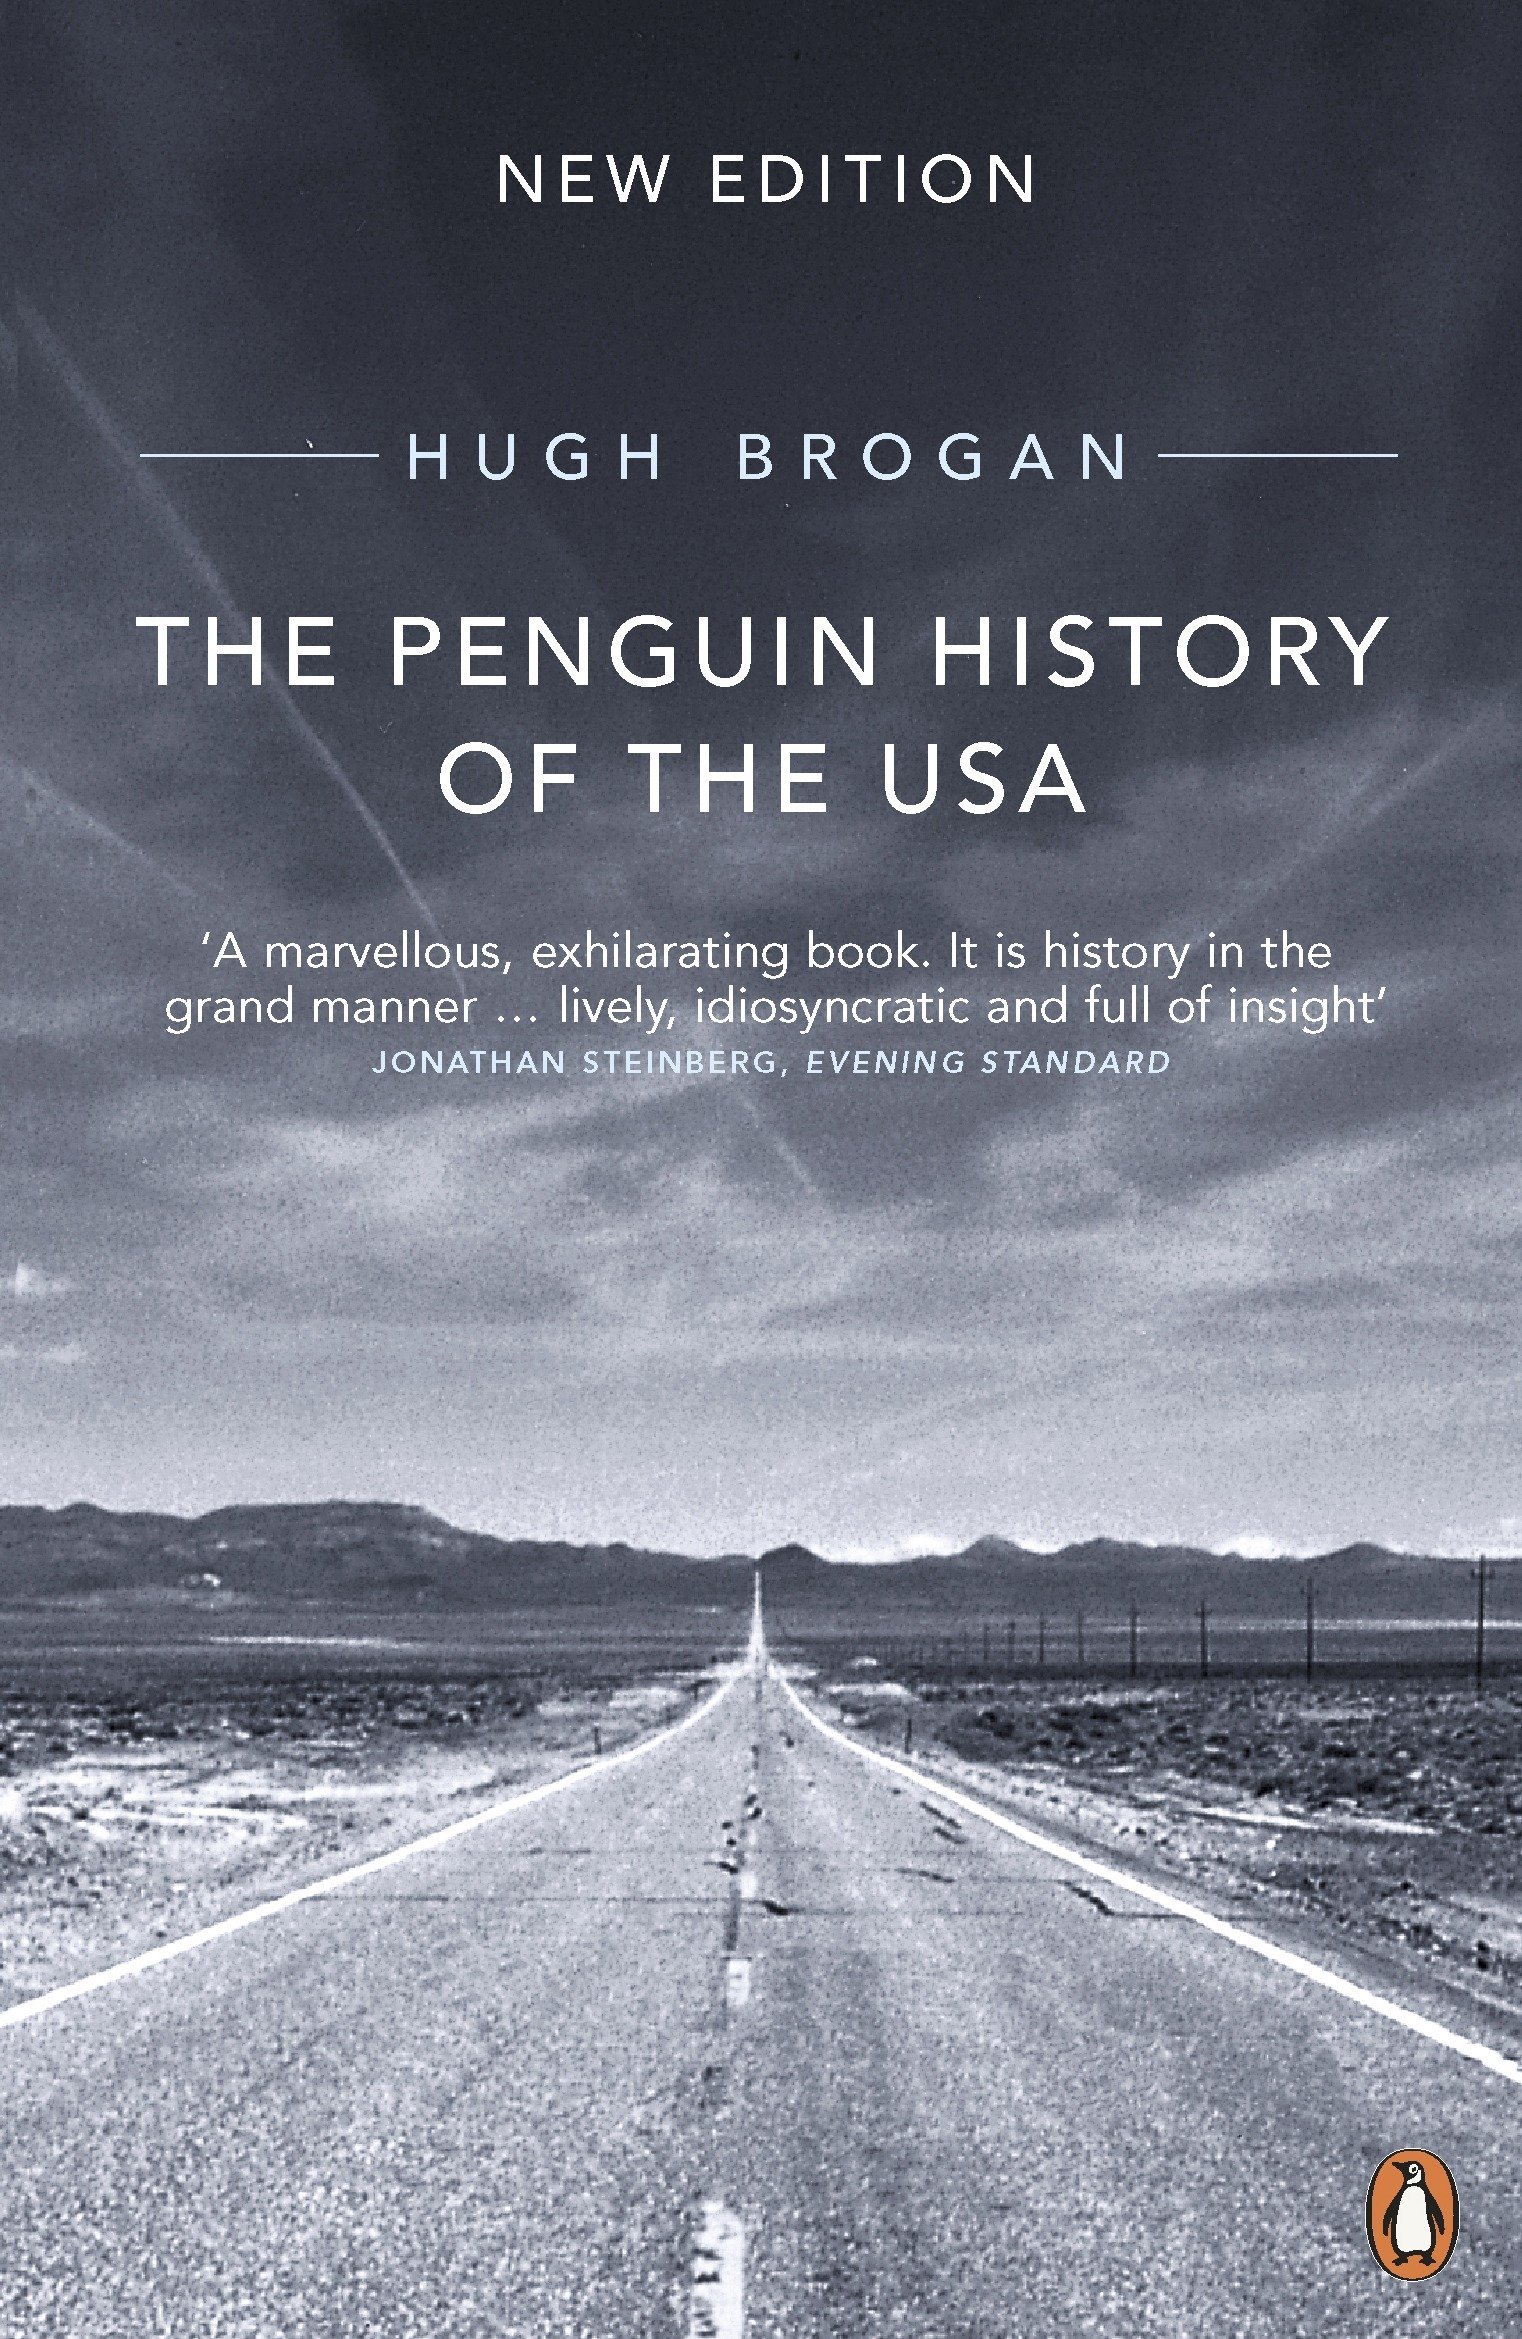 NEW EDITION
HUGH BROGAN
THE PENGUIN HISTORY
OF THE USA
‘A marvellous, exhilarating book. It is history in the
grand manner … lively, idiosyncratic and full of insight’
JONATHAN STEINBERG, EVENING STANDARD